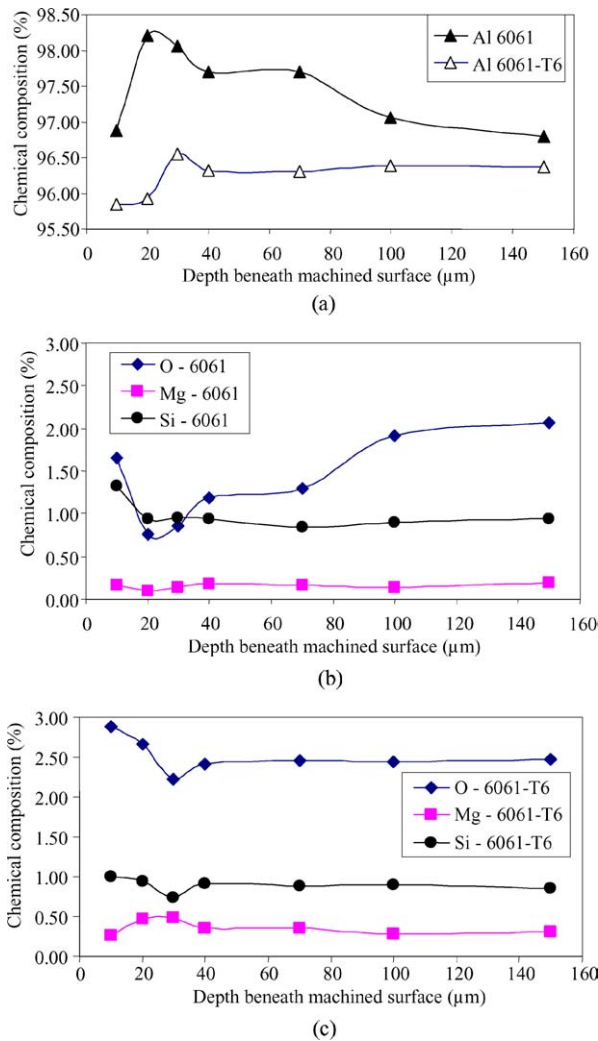 98.50
98.00
97.50
97.00
96.50
96.00
95.50
Chemical composition (%)
Al 6061
Al 6061-T6
0 20 40 60 80 100 120 140 160
Depth beneath machined surface (µm)
(a)
3.00
2.50
2.00
1.50
1.00
0.50
0.00
Chemical composition (%)
O - 6061
Mg - 6061
Si - 6061
0 20 40 60 80 100 120 140 160
Depth beneath machined surface (µm)
(b)
3.00
2.50
2.00
1.50
1.00
0.50
0.00
Chemical composition (%)
O - 6061-T6
Mg - 6061-T6
Si - 6061-T6
0 20 40 60 80 100 120 140 160
Depth beneath machined surface (µm)
(c)